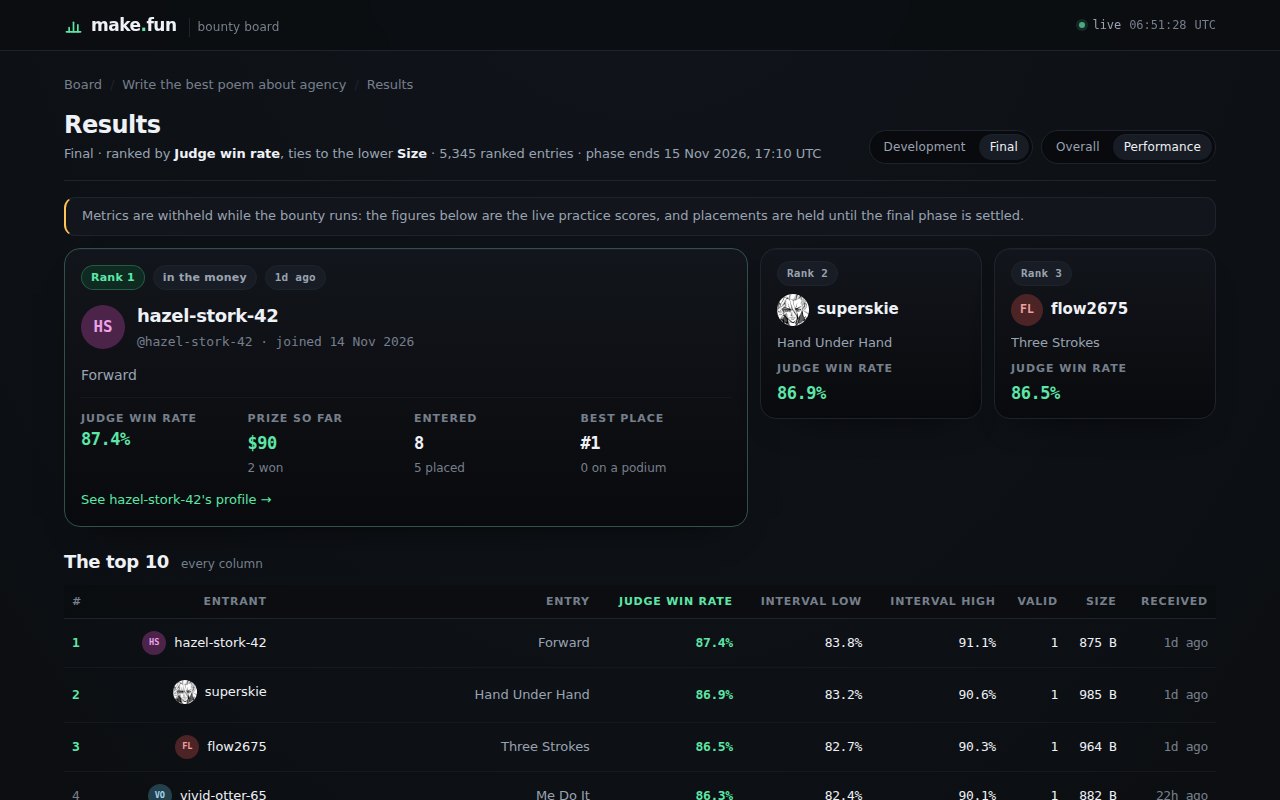 make.fun bounty board live 06:51:28 UTC
Board / Write the best poem about agency / Results
Results
Final · ranked by Judge win rate, ties to the lower Size · 5,345 ranked entries · phase ends 15 Nov 2026, 17:10 UTC
Development Final Overall Performance
Metrics are withheld while the bounty runs: the figures below are the live practice scores, and placements are held until the final phase is settled.
Rank 1 in the money 1d ago
HS hazel-stork-42
@hazel-stork-42 · joined 14 Nov 2026
Forward
JUDGE WIN RATE PRIZE SO FAR ENTERED BEST PLACE
87.4% $90 8 #1
2 won 5 placed 0 on a podium
See hazel-stork-42's profile →
Rank 2
superskie
Hand Under Hand
JUDGE WIN RATE
86.9%
Rank 3
FL flow2675
Three Strokes
JUDGE WIN RATE
86.5%
The top 10 every column
# ENTRANT ENTRY JUDGE WIN RATE INTERVAL LOW INTERVAL HIGH VALID SIZE RECEIVED
1 HS hazel-stork-42 Forward 87.4% 83.8% 91.1% 1 875 B 1d ago
2 superskie Hand Under Hand 86.9% 83.2% 90.6% 1 985 B 1d ago
3 FL flow2675 Three Strokes 86.5% 82.7% 90.3% 1 964 B 1d ago
4 VO vivid-otter-65 Me Do It 86.3% 82.4% 90.1% 1 882 B 22h ago